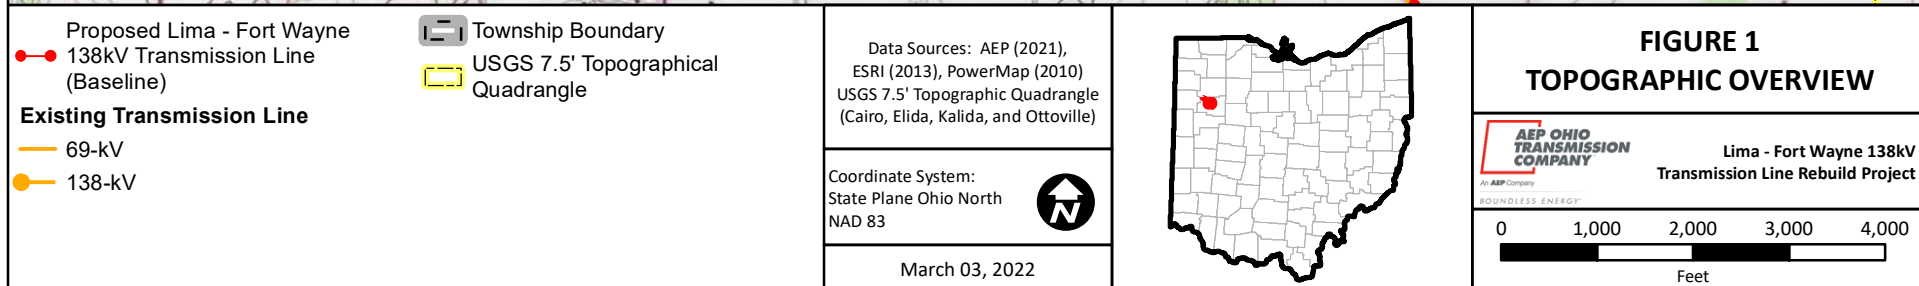 Proposed Lima - Fort Wayne
138kV Transmission Line
(Baseline)
Existing Transmission Line
69-kV
138-kV
Township Boundary
USGS 7.5' Topographical
Quadrangle
Data Sources: AEP (2021),
ESRI (2013), PowerMap (2010)
USGS 7.5' Topographic Quadrangle
(Cairo, Elida, Kalida, and Ottoville)
Coordinate System:
State Plane Ohio North
NAD 83
N
March 03, 2022
FIGURE 1
TOPOGRAPHIC OVERVIEW
AEP OHIO
TRANSMISSION
COMPANY
An AEP Company
BOUNDLESS ENERGY
Lima - Fort Wayne 138kV
Transmission Line Rebuild Project
0 1,000 2,000 3,000 4,000
Feet